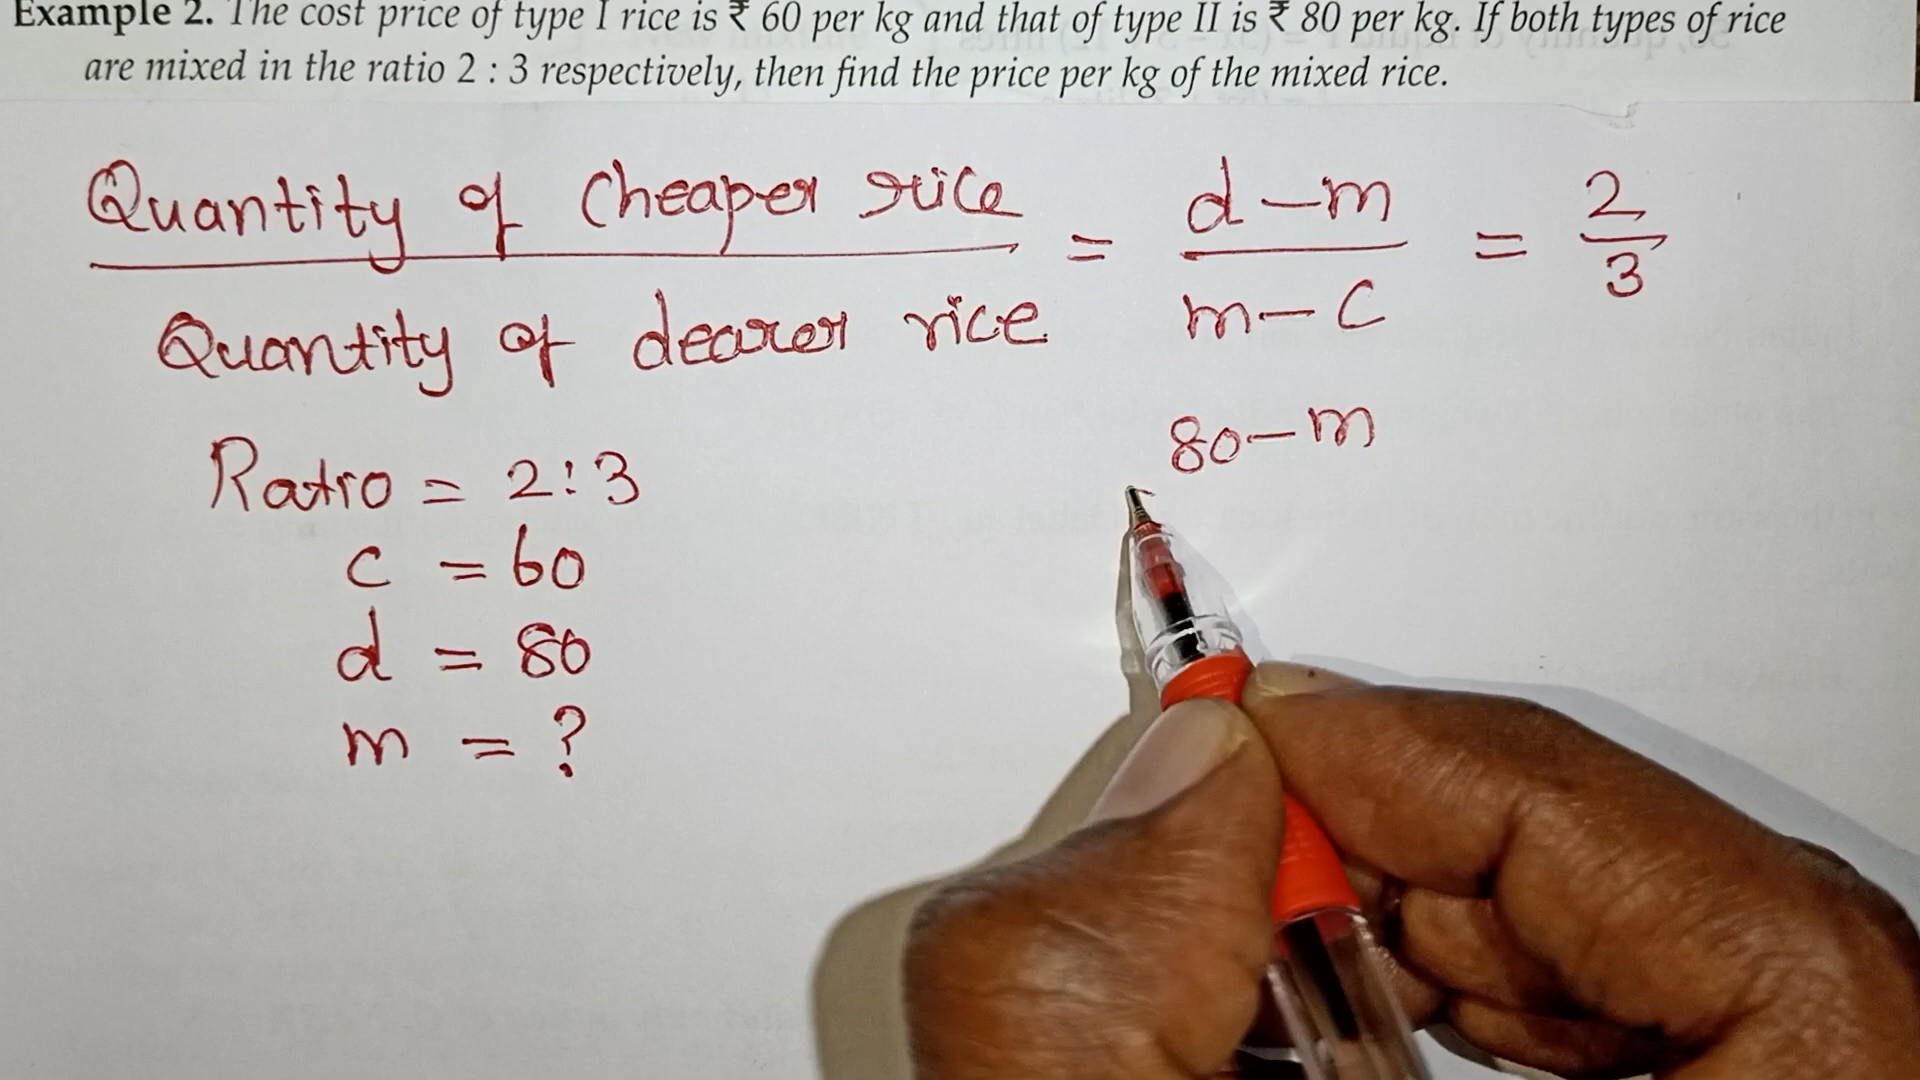 Example 2. The cost price of type I rice is ₹ 60 per kg and that of type II is ₹ 80 per kg. If both types of rice
are mixed in the ratio 2 : 3 respectively, then find the price per kg of the mixed rice.
Quantity of cheaper rice
Quantity of dearer rice
= d - m
m - c
= 2
3
80 - m
Ratio = 2:3
c = 60
d = 80
m = ?